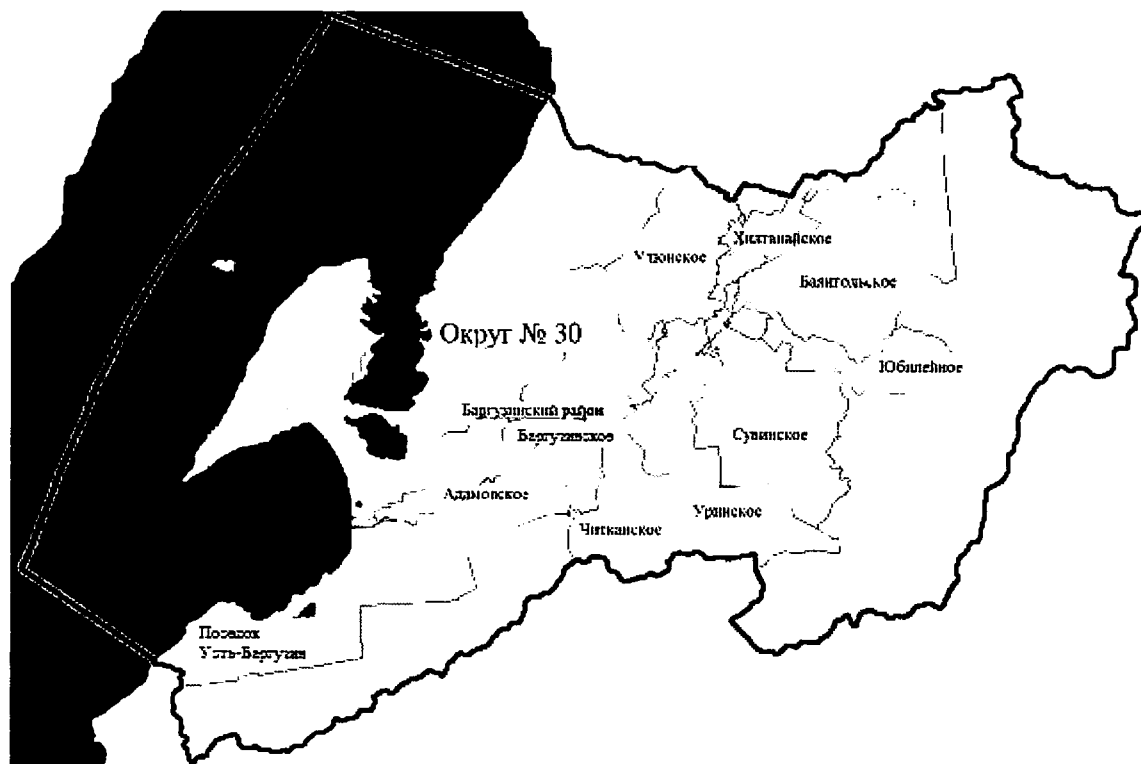 Улюнское
Хилганайское
Баянгольское
Округ № 30
Юбилейное
Баргузинский район
Баргузинское
Сувинское
Адамовское
Уринское
Читканское
Поселок
Усть-Баргузин